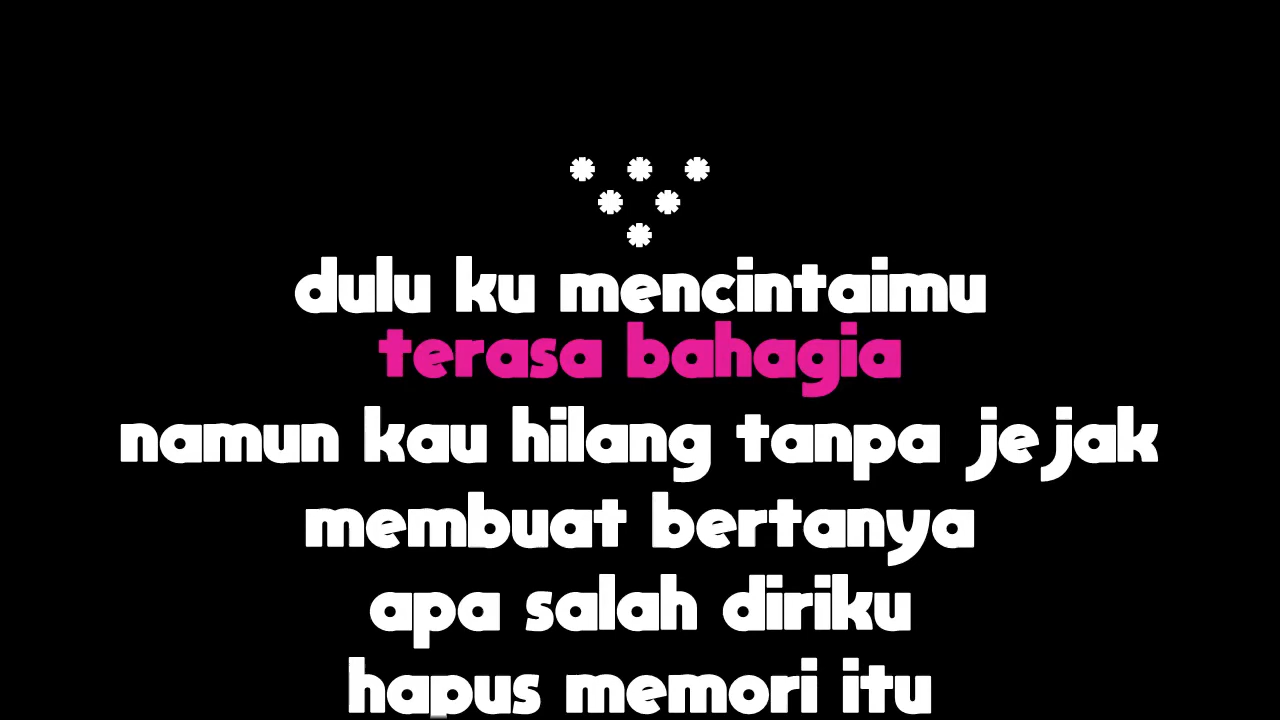 * * *
* *
*
dulu ku mencintaimu
terasa bahagia
namun kau hilang tanpa jejak
membuat bertanya
apa salah diriku
hapus memori itu